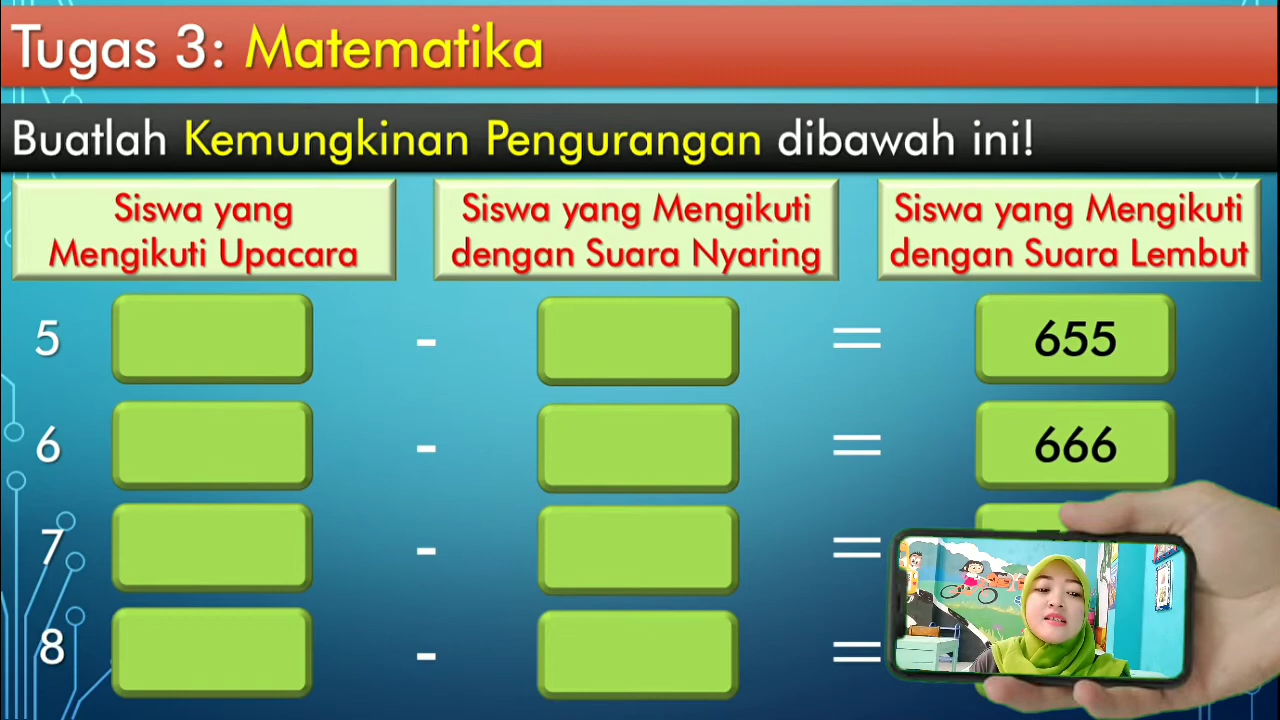 Tugas 3: Matematika
Buatlah Kemungkinan Pengurangan dibawah ini!
Siswa yang
Mengikuti Upacara
Siswa yang Mengikuti
dengan Suara Nyaring
Siswa yang Mengikuti
dengan Suara Lembut
5 - = 655
6 - = 666
7 - =
8 - =